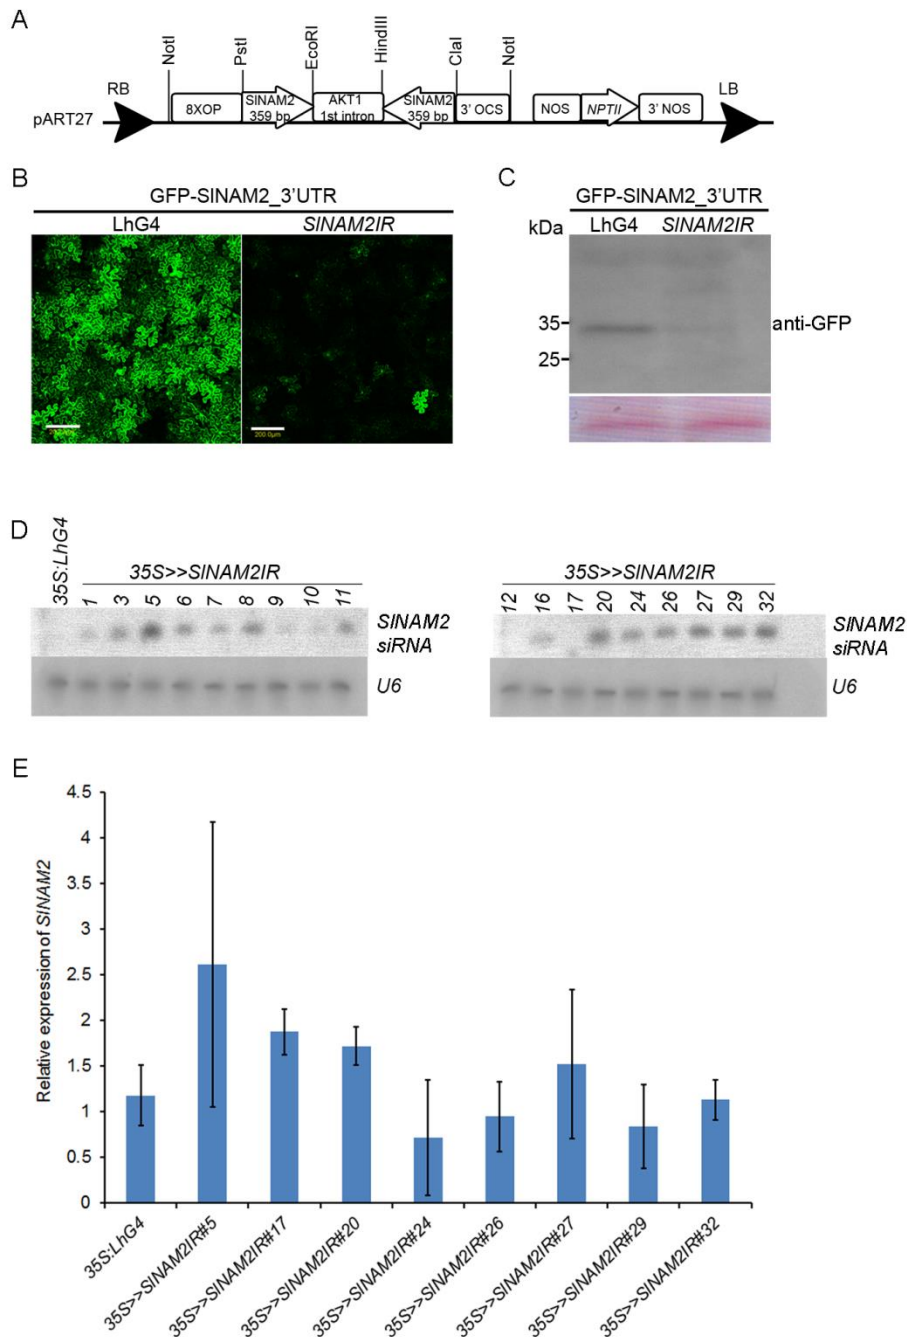 A
NotI
PstI
EcoRI
HindIII
ClaI
NotI
RB
LB
pART27
8XOP
SlNAM2
359 bp
AKT1
1st intron
SlNAM2
359 bp
3' OCS
NOS
NPTII
3' NOS
B
GFP-SlNAM2_3'UTR
LhG4
SlNAM2IR
200.0µm
C
GFP-SlNAM2_3'UTR
kDa
LhG4
SlNAM2IR
35
25
anti-GFP
D
35S:LhG4
35S>>SlNAM2IR
1 3 5 6 7 8 9 10 11
SlNAM2
siRNA
U6
35S>>SlNAM2IR
12 16 17 20 24 26 27 29 32
SlNAM2
siRNA
U6
E
Relative expression of SlNAM2
4.5
4
3.5
3
2.5
2
1.5
1
0.5
0
35S:LhG4
35S>>SlNAM2IR#5
35S>>SlNAM2IR#17
35S>>SlNAM2IR#20
35S>>SlNAM2IR#24
35S>>SlNAM2IR#26
35S>>SlNAM2IR#27
35S>>SlNAM2IR#29
35S>>SlNAM2IR#32